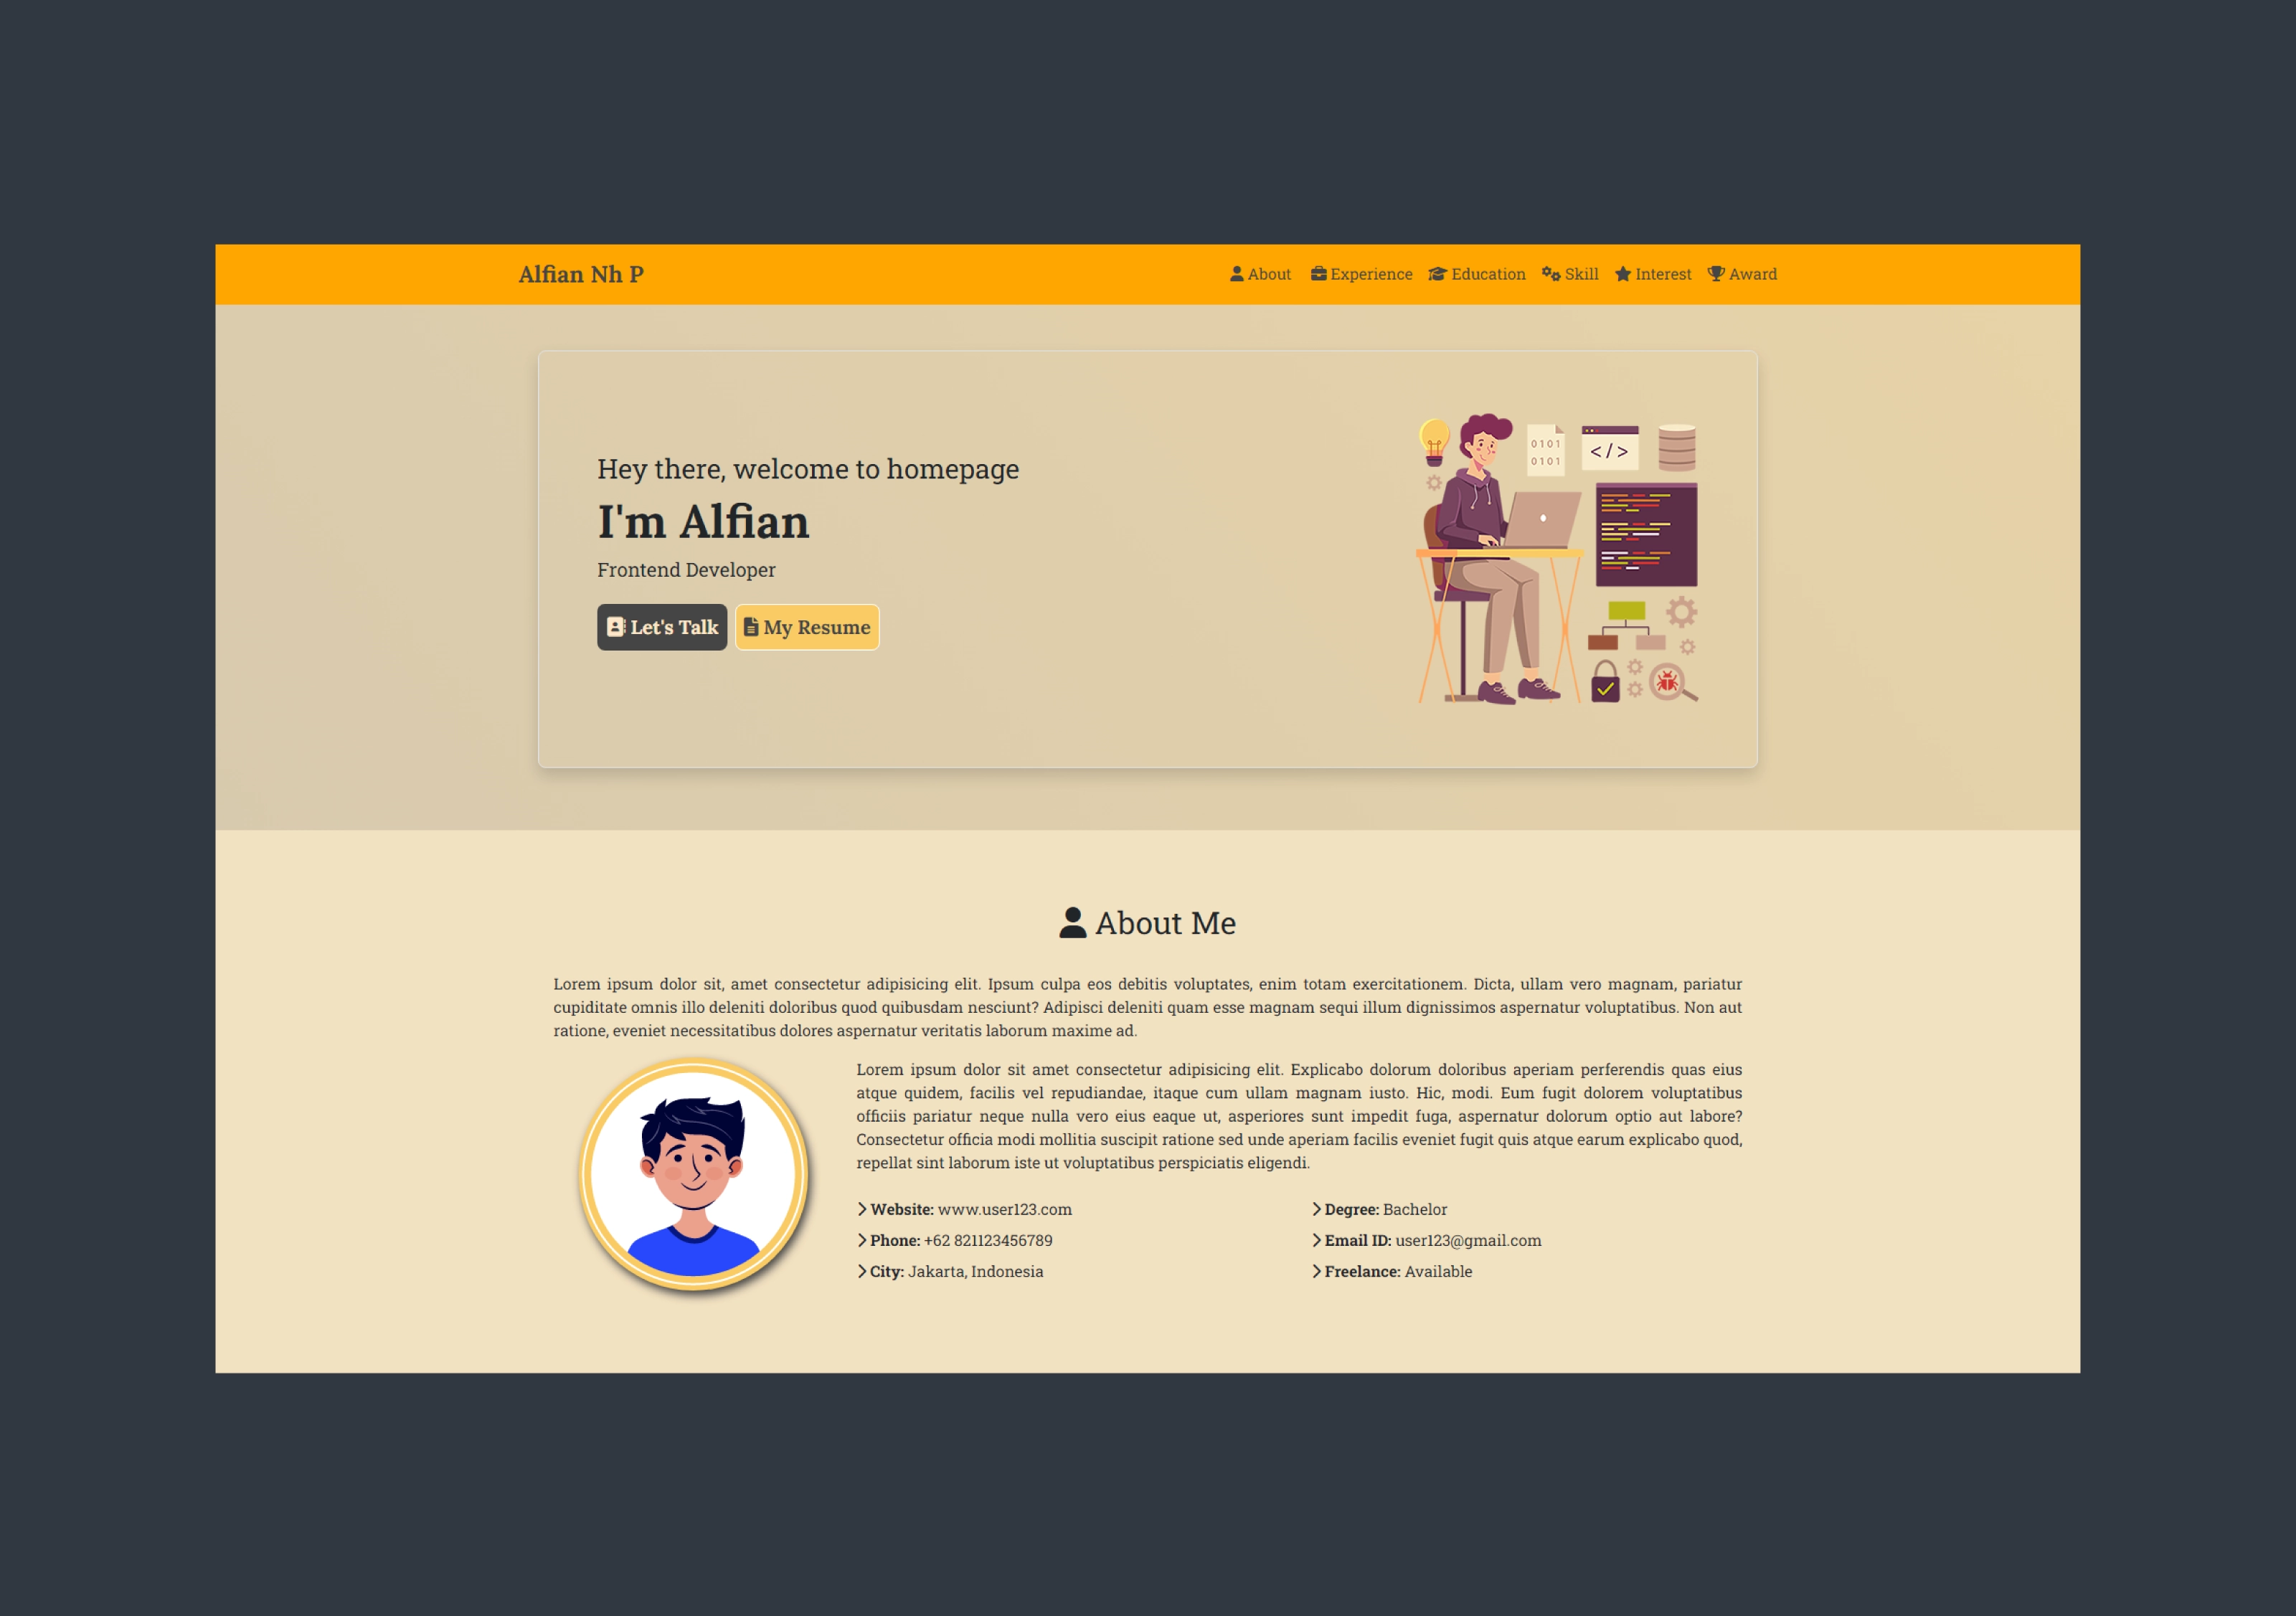 Alfian Nh P
About Experience Education Skill Interest Award
Hey there, welcome to homepage
I'm Alfian
Frontend Developer
Let's Talk My Resume
0101
0101
</>
About Me
Lorem ipsum dolor sit, amet consectetur adipisicing elit. Ipsum culpa eos debitis voluptates, enim totam exercitationem. Dicta, ullam vero magnam, pariatur
cupiditate omnis illo deleniti doloribus quod quibusdam nesciunt? Adipisci deleniti quam esse magnam sequi illum dignissimos aspernatur voluptatibus. Non aut
ratione, eveniet necessitatibus dolores aspernatur veritatis laborum maxime ad.
Lorem ipsum dolor sit amet consectetur adipisicing elit. Explicabo dolorum doloribus aperiam perferendis quas eius
atque quidem, facilis vel repudiandae, itaque cum ullam magnam iusto. Hic, modi. Eum fugit dolorem voluptatibus
officiis pariatur neque nulla vero eius eaque ut, asperiores sunt impedit fuga, aspernatur dolorum optio aut labore?
Consectetur officia modi mollitia suscipit ratione sed unde aperiam facilis eveniet fugit quis atque earum explicabo quod,
repellat sint laborum iste ut voluptatibus perspiciatis eligendi.
Website: www.user123.com
Phone: +62 821123456789
City: Jakarta, Indonesia
Degree: Bachelor
Email ID: user123@gmail.com
Freelance: Available